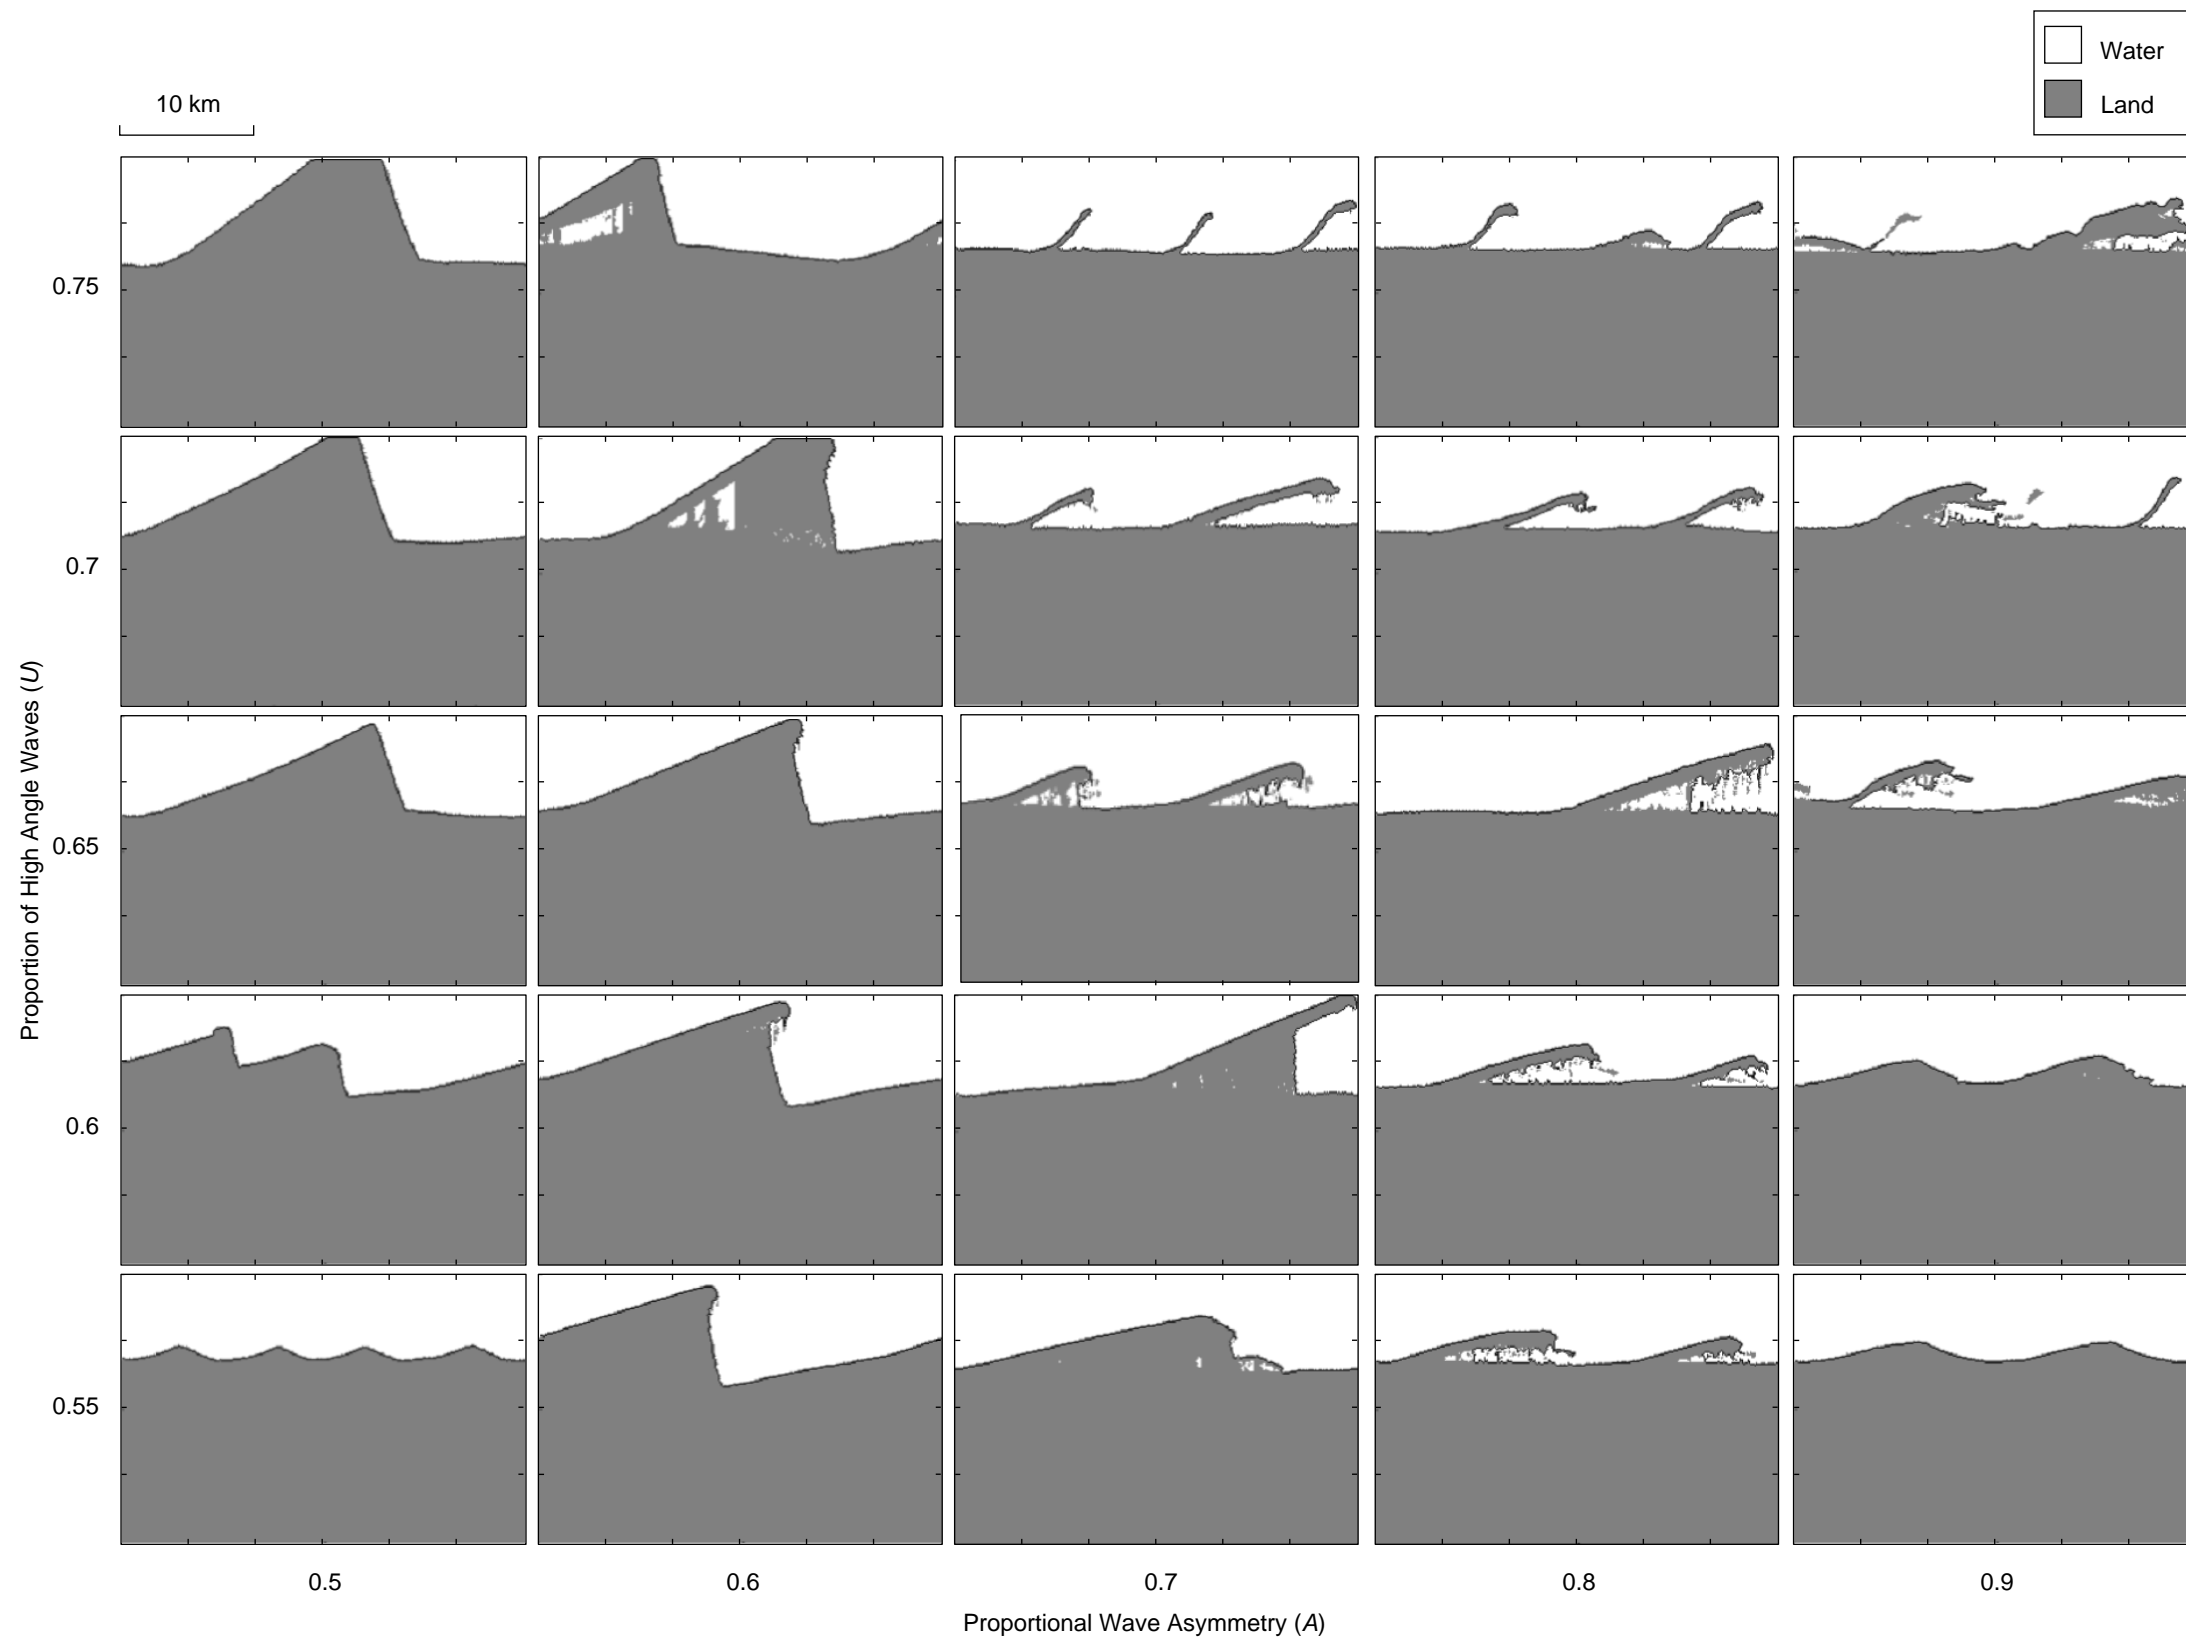 Water
10 km
Land
0.75
0.7
0.65
0.6
0.55
Proportion of High Angle Waves (U)
0.5 0.6 0.7 0.8 0.9
Proportional Wave Asymmetry (A)